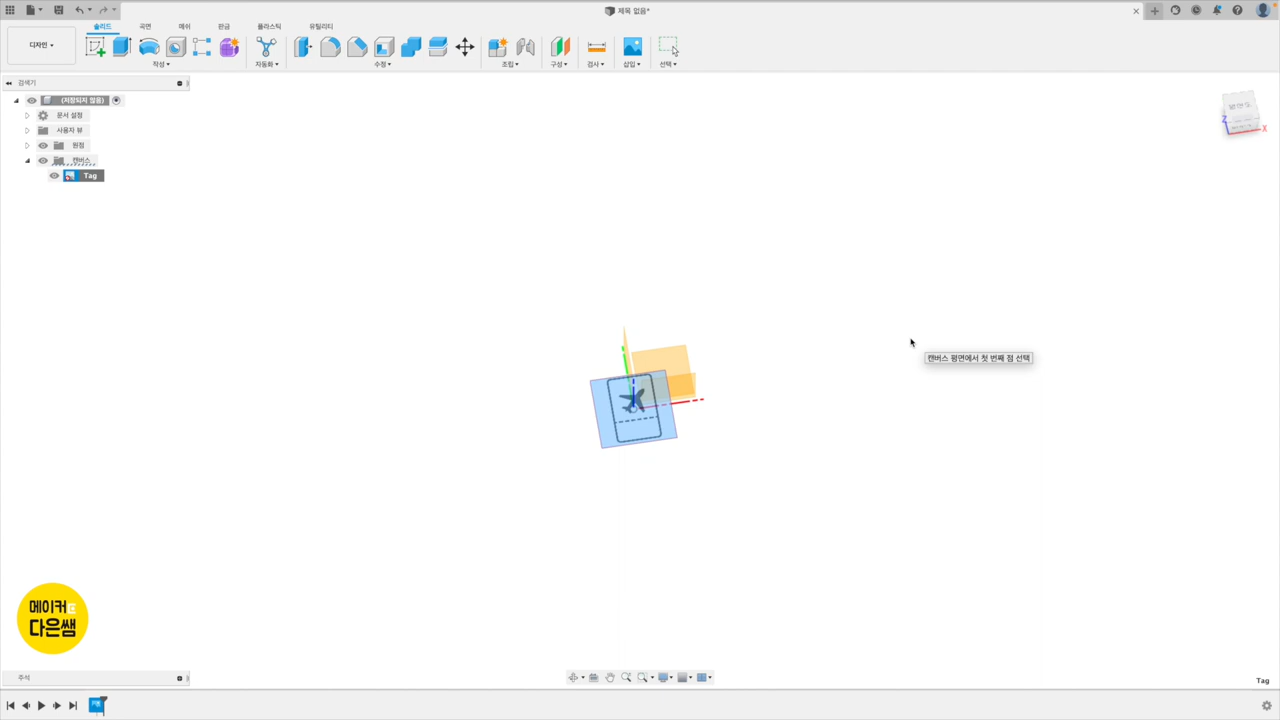 제목 없음*
디자인
솔리드
곡면
메쉬
판금
플라스틱
유틸리티
작성
자동화
수정
조립
구성
검사
삽입
선택
검색기
(저장되지 않음)
문서 설정
사용자 뷰
원점
캔버스
Tag
Z
X
캔버스 평면에서 첫 번째 점 선택
메이커 E
다은쌤
주석
Tag